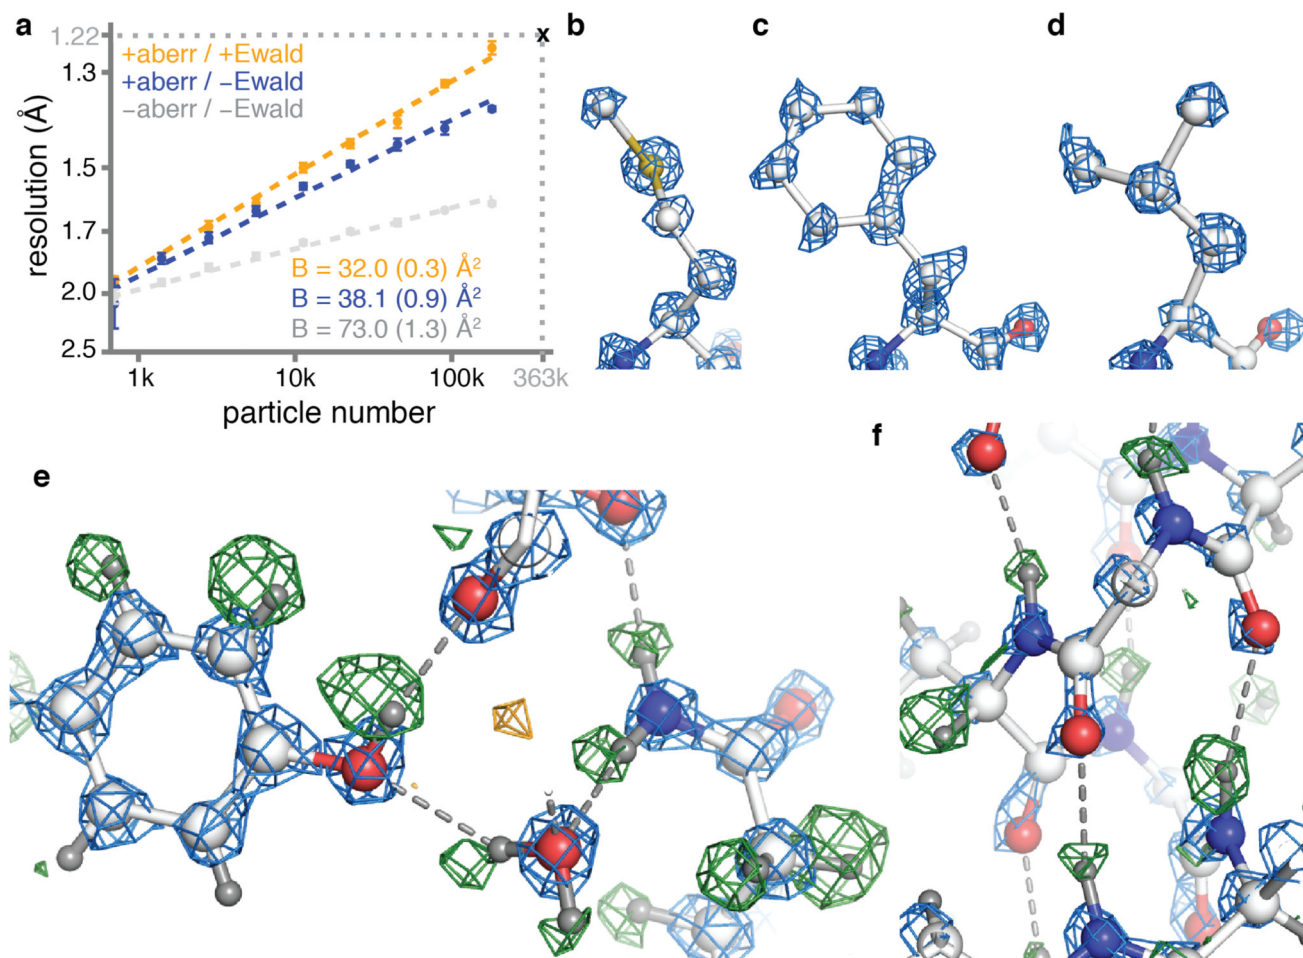 a
b
c
d
1.22
x
+aberr / +Ewald
+aberr / −Ewald
−aberr / −Ewald
1.3
1.5
1.7
2.0
2.5
resolution (Å)
B = 32.0 (0.3) Å²
B = 38.1 (0.9) Å²
B = 73.0 (1.3) Å²
1k
10k
100k
363k
particle number
e
f